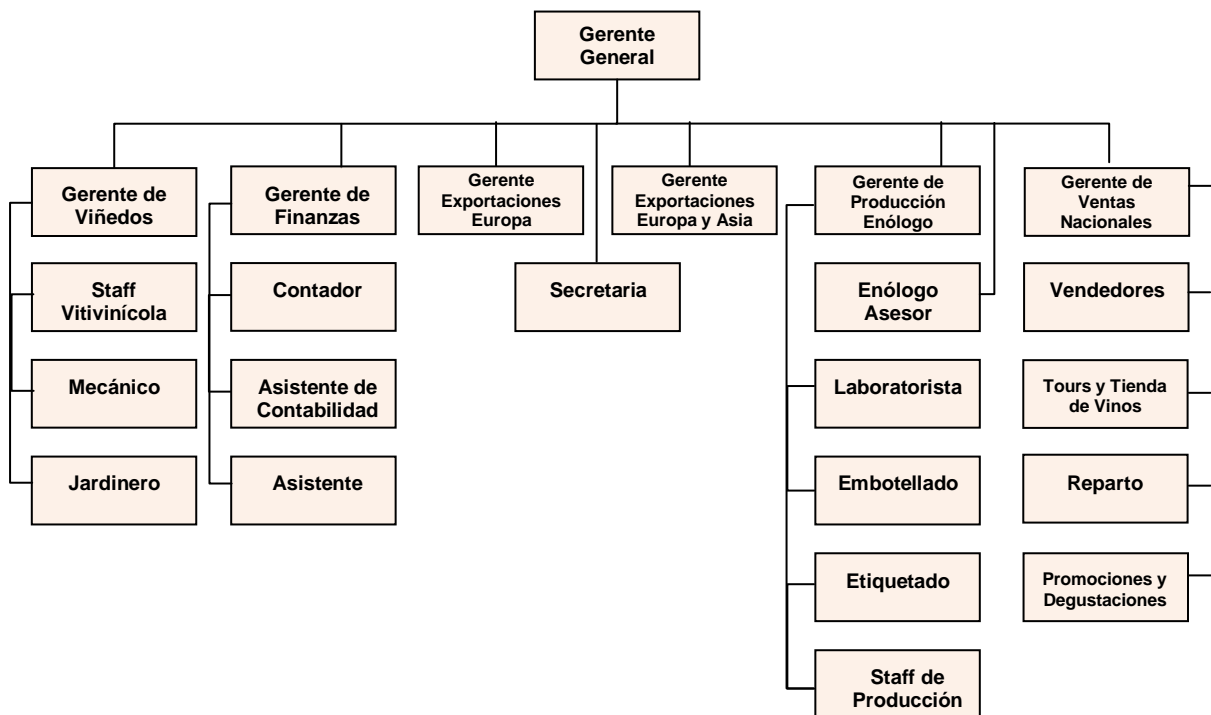 Gerente
General
Gerente de
Viñedos
Gerente de
Finanzas
Gerente
Exportaciones
Europa
Gerente
Exportaciones
Europa y Asia
Gerente de
Producción
Enólogo
Gerente de
Ventas
Nacionales
Staff
Vitivinícola
Contador
Secretaria
Enólogo
Asesor
Vendedores
Mecánico
Asistente de
Contabilidad
Laboratorista
Tours y Tienda
de Vinos
Jardinero
Asistente
Embotellado
Reparto
Etiquetado
Promociones y
Degustaciones
Staff de
Producción